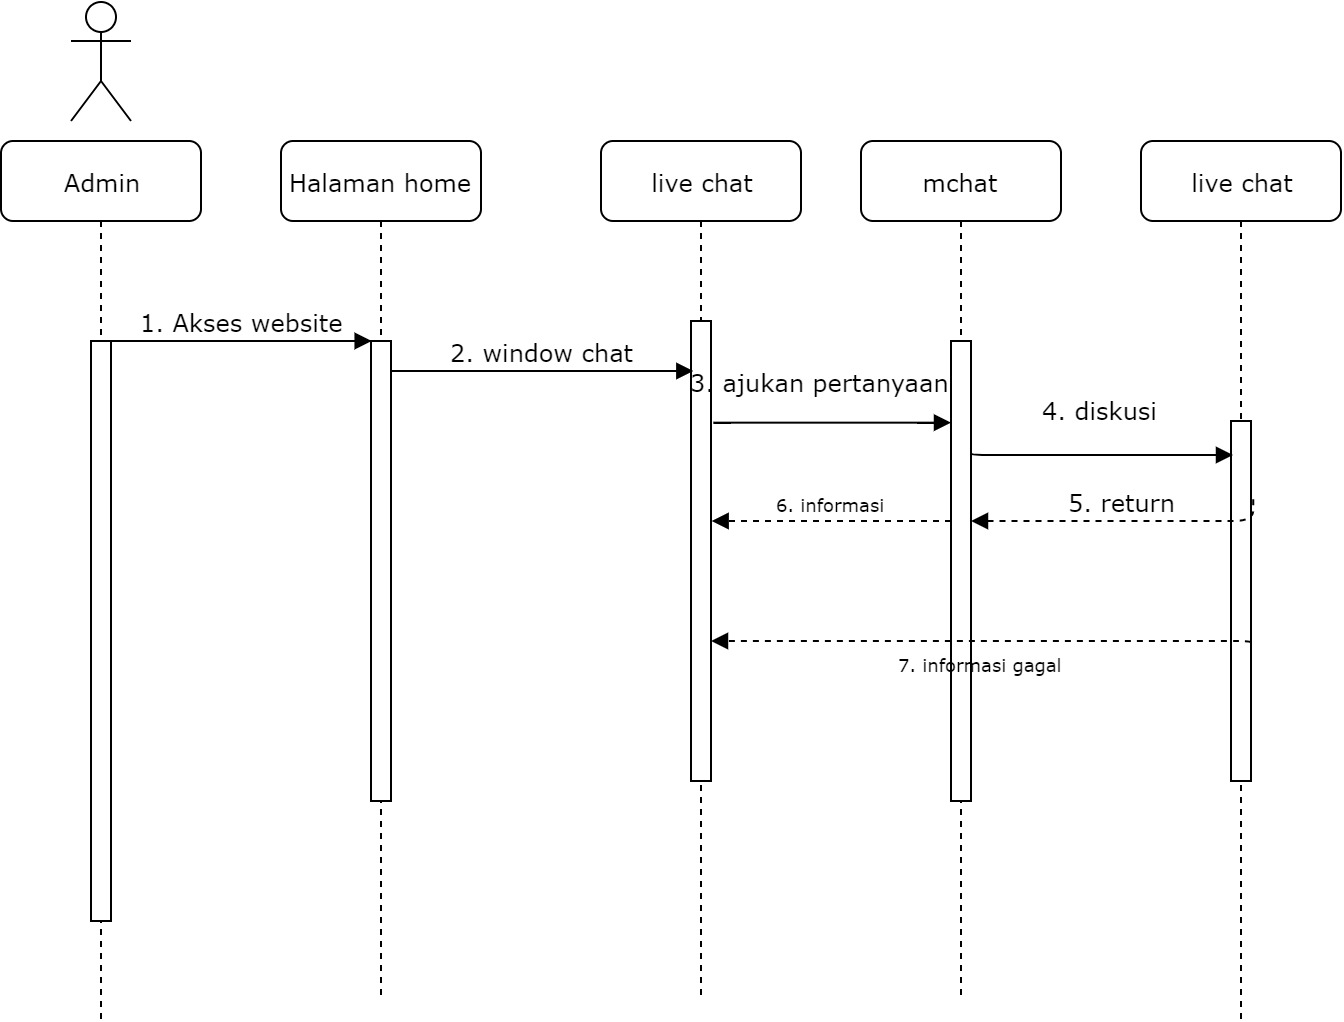 Admin
Halaman home
live chat
mchat
live chat
1. Akses website
2. window chat
3. ajukan pertanyaan
4. diskusi
5. return
6. informasi
7. informasi gagal